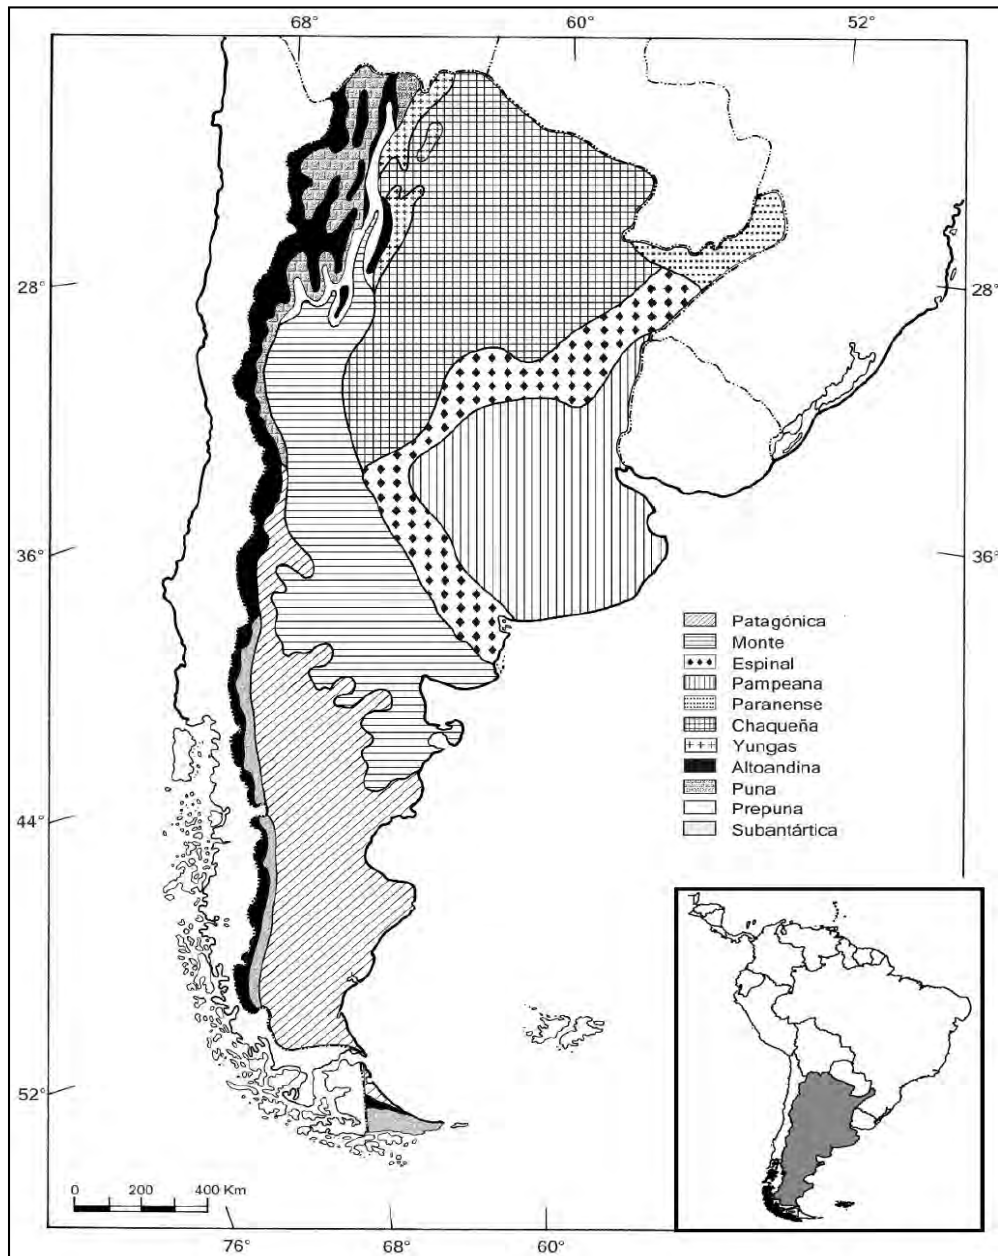 68° 60° 52°
28° 28°
36° 36°
Patagónica
Monte
Espinal
Pampeana
Paranense
Chaqueña
Yungas
Altoandina
Puna
Prepuna
Subantártica
44°
52°
0 200 400 Km
76° 68° 60°